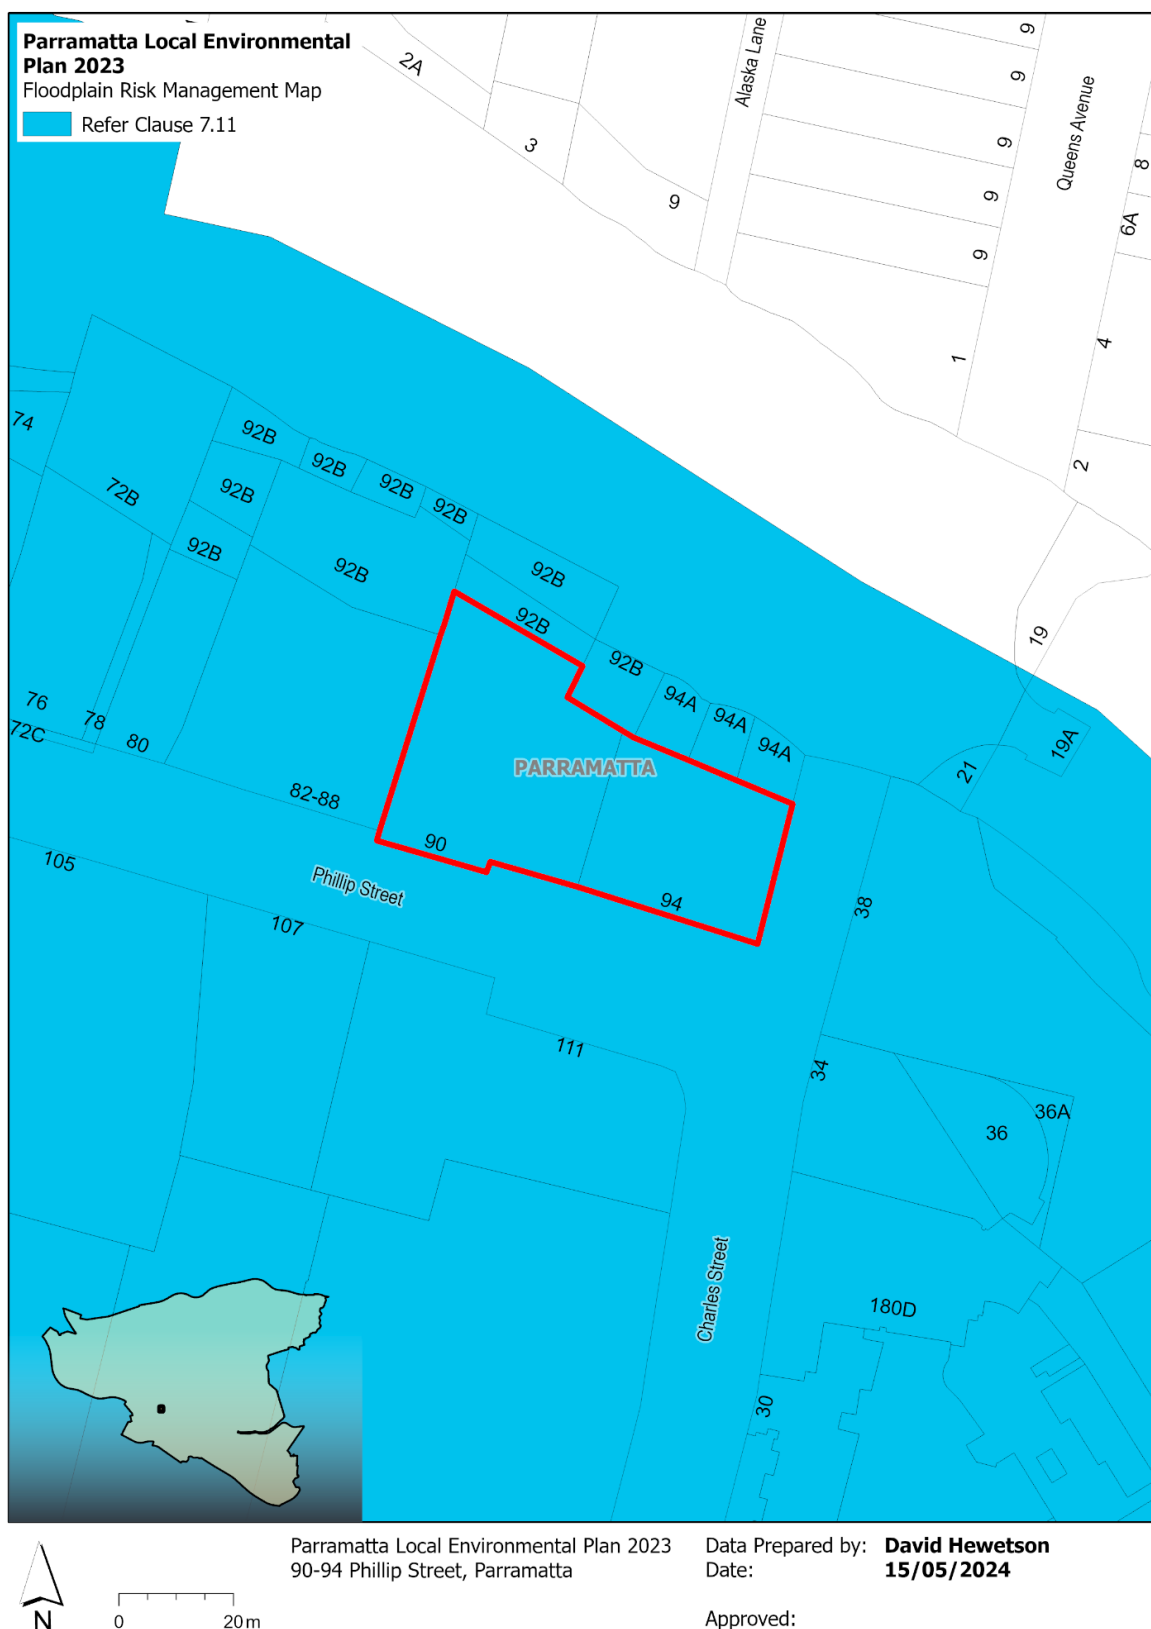 Parramatta Local Environmental
Plan 2023
Floodplain Risk Management Map
Refer Clause 7.11
2A
3
9
Alaska Lane
9
9
9
9
9
Queens Avenue
8
6A
4
1
2
74
72B
92B
92B
92B
92B
92B
92B
92B
92B
92B
92B
94A
94A
94A
19
19A
21
76
72C
78
80
82-88
90
PARRAMATTA
94
38
105
Phillip Street
107
111
34
36
36A
Charles Street
180D
30
N
0
20 m
Parramatta Local Environmental Plan 2023
90-94 Phillip Street, Parramatta
Data Prepared by: David Hewetson
Date: 15/05/2024
Approved: